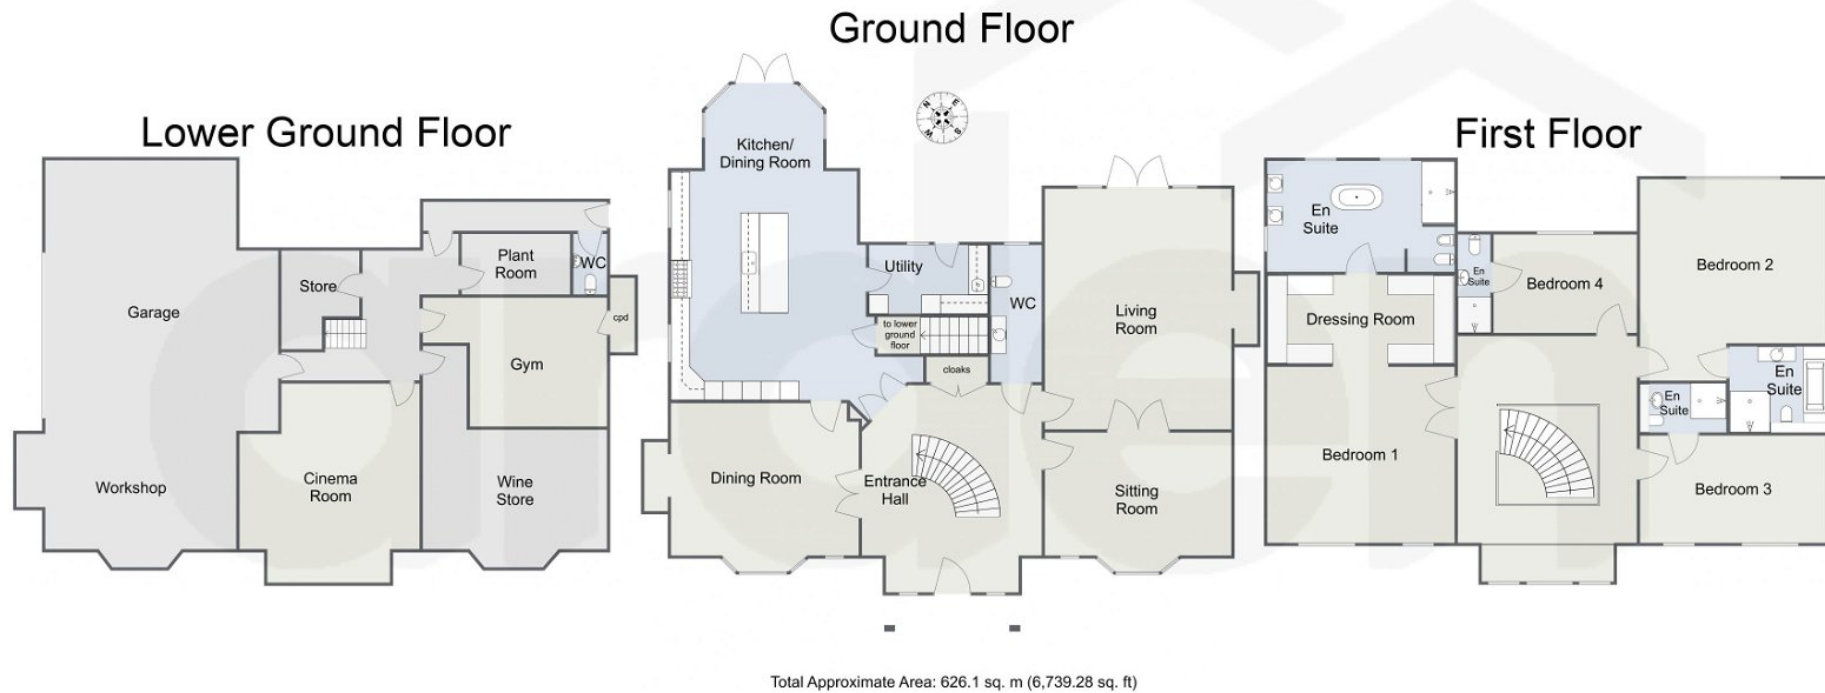 Ground Floor
Lower Ground Floor
First Floor
N
E
S
W
Garage
Workshop
Store
Plant
Room
WC
cpd
Gym
Cinema
Room
Wine
Store
Kitchen/
Dining Room
Utility
WC
to lower
ground
floor
cloaks
Living
Room
Dining Room
Entrance
Hall
Sitting
Room
En
Suite
En
Suite
Bedroom 4
Bedroom 2
Dressing Room
En
Suite
En
Suite
Bedroom 1
Bedroom 3
arden
Total Approximate Area: 626.1 sq. m (6,739.28 sq. ft)